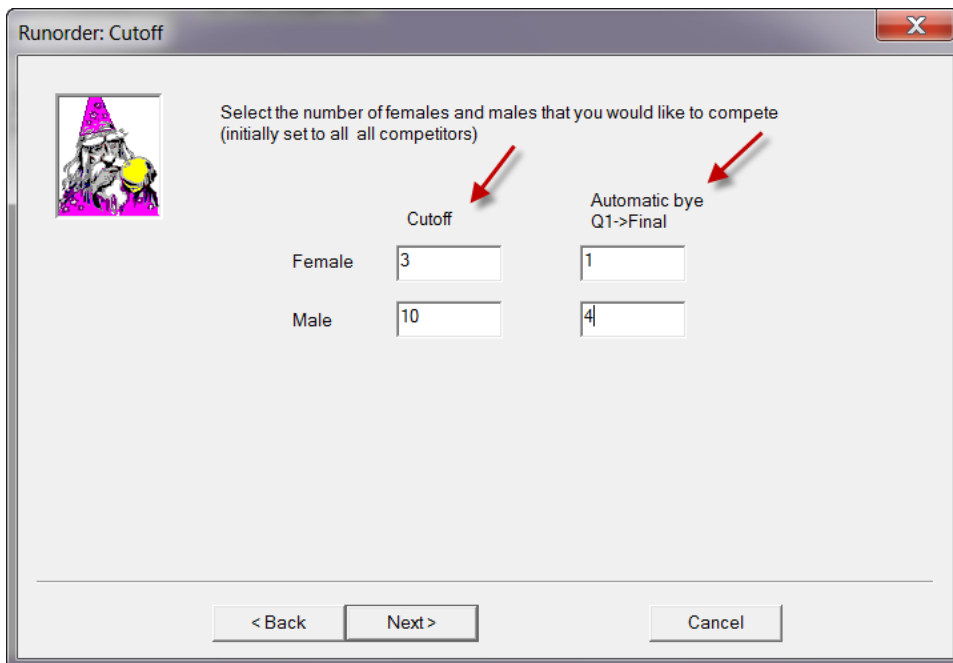 Runorder: Cutoff
X
Select the number of females and males that you would like to compete
(initially set to all all competitors)
Cutoff
Automatic bye
Q1->Final
Female 3 1
Male 10 4
< Back Next > Cancel